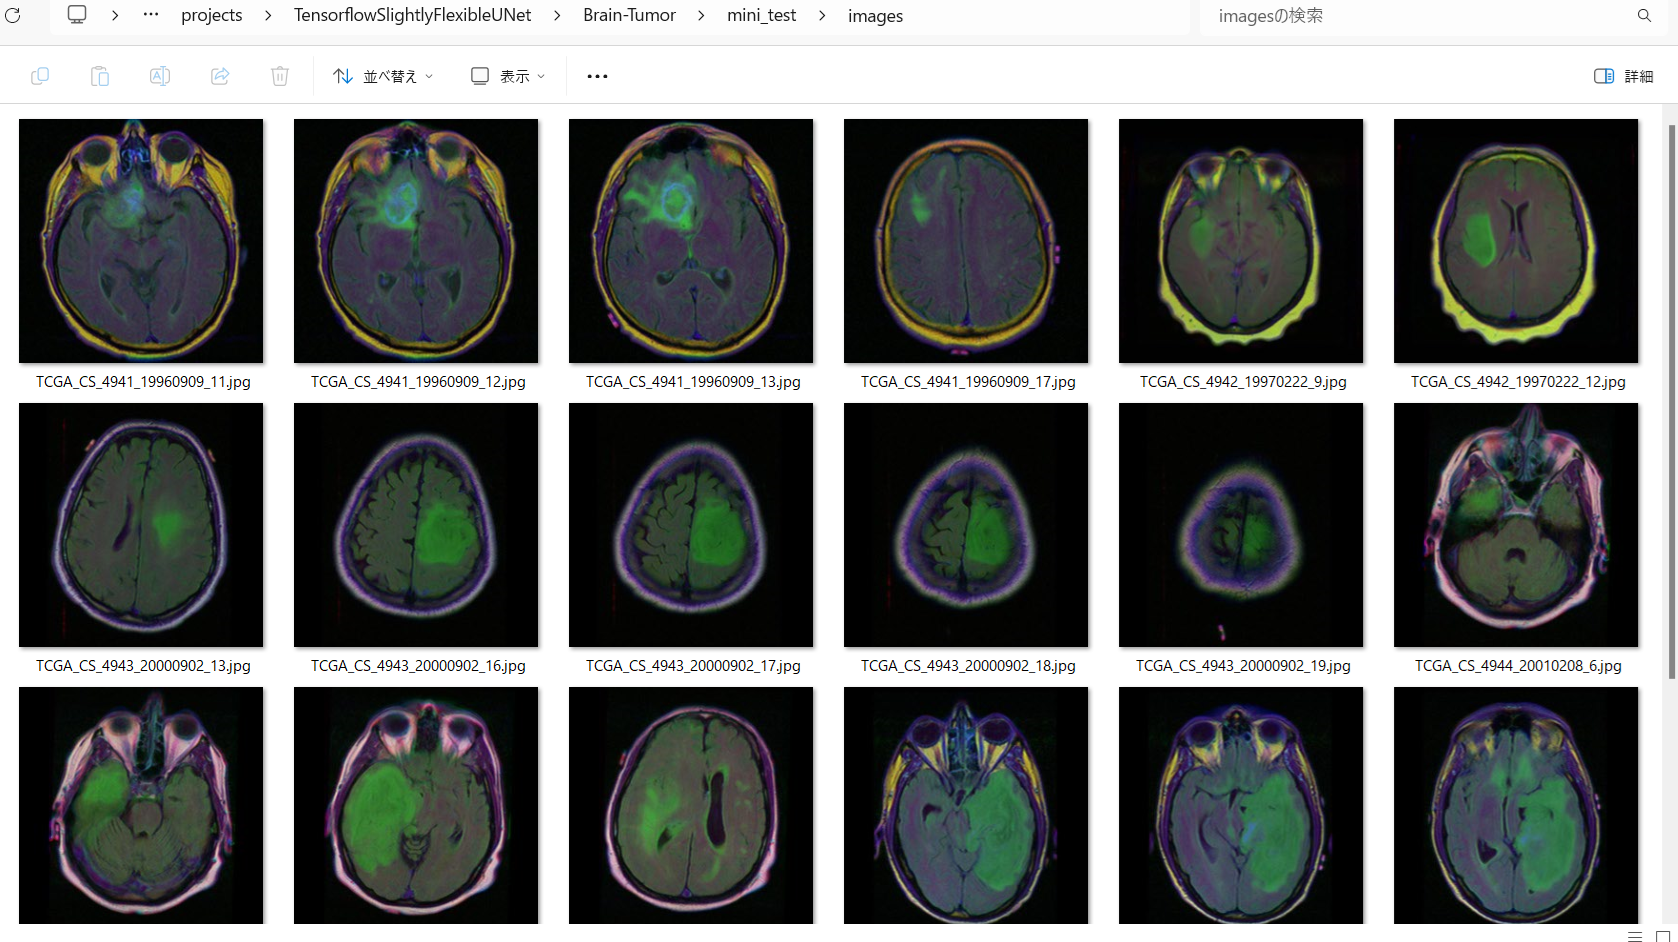 projects > TensorflowSlightlyFlexibleUNet > Brain-Tumor > mini_test > images
imagesの検索
並べ替え 表示 詳細
TCGA_CS_4941_19960909_11.jpg TCGA_CS_4941_19960909_12.jpg TCGA_CS_4941_19960909_13.jpg TCGA_CS_4941_19960909_17.jpg TCGA_CS_4942_19970222_9.jpg TCGA_CS_4942_19970222_12.jpg
TCGA_CS_4943_20000902_13.jpg TCGA_CS_4943_20000902_16.jpg TCGA_CS_4943_20000902_17.jpg TCGA_CS_4943_20000902_18.jpg TCGA_CS_4943_20000902_19.jpg TCGA_CS_4944_20010208_6.jpg